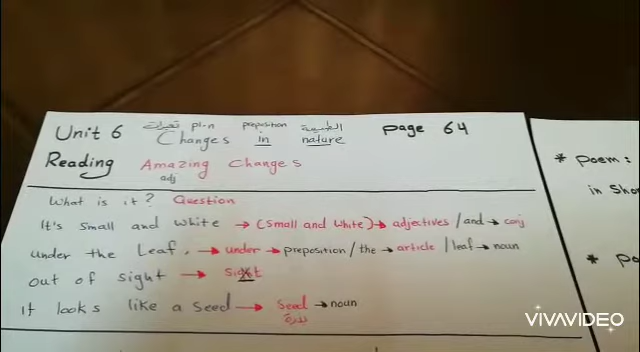 تغيرات pl-n preposition الطبيعة
Unit 6 Changes in nature page 64
Reading Amazing Changes
adj
What is it? Question
It's small and white → (small and white) → adjectives / and → conj
under the leaf. → under → preposition / the → article / leaf → noun
out of sight → sight
it looks like a seed → seed → noun
بذرة
* Poem:
in shor
* Po
VIVAVIDEO